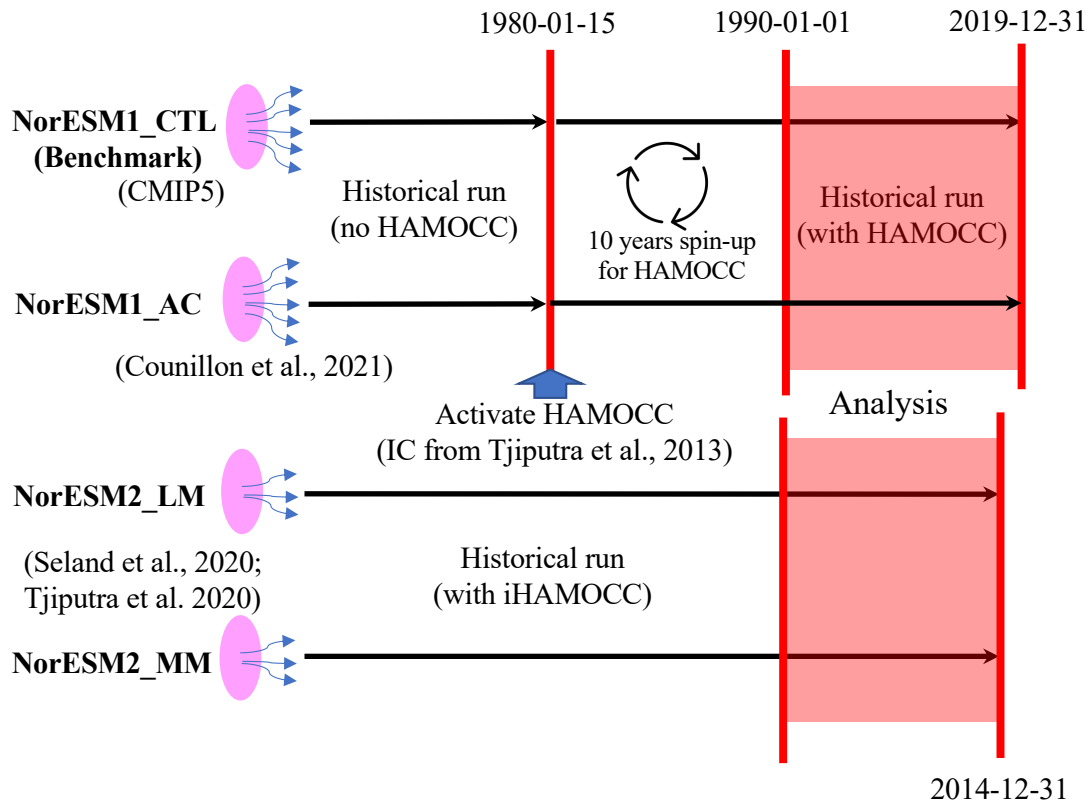 1980-01-15
1990-01-01
2019-12-31
NorESM1_CTL
(Benchmark)
(CMIP5)
Historical run
(no HAMOCC)
10 years spin-up
for HAMOCC
Historical run
(with HAMOCC)
NorESM1_AC
(Counillon et al., 2021)
Activate HAMOCC
(IC from Tjiputra et al., 2013)
Analysis
NorESM2_LM
(Seland et al., 2020;
Tjiputra et al. 2020)
Historical run
(with iHAMOCC)
NorESM2_MM
2014-12-31